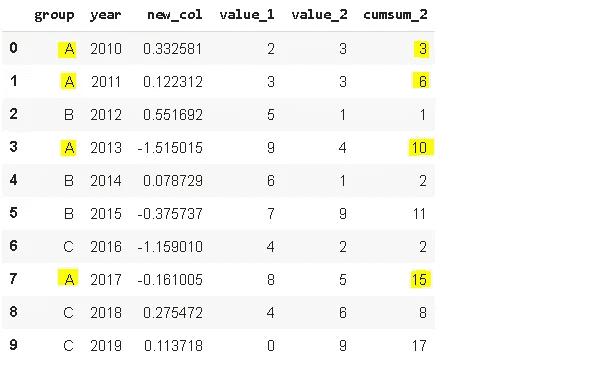 group year new_col value_1 value_2 cumsum_2
0 A 2010 0.332581 2 3 3
1 A 2011 0.122312 3 3 6
2 B 2012 0.551692 5 1 1
3 A 2013 -1.515015 9 4 10
4 B 2014 0.078729 6 1 2
5 B 2015 -0.375737 7 9 11
6 C 2016 -1.159010 4 2 2
7 A 2017 -0.161005 8 5 15
8 C 2018 0.275472 4 6 8
9 C 2019 0.113718 0 9 17